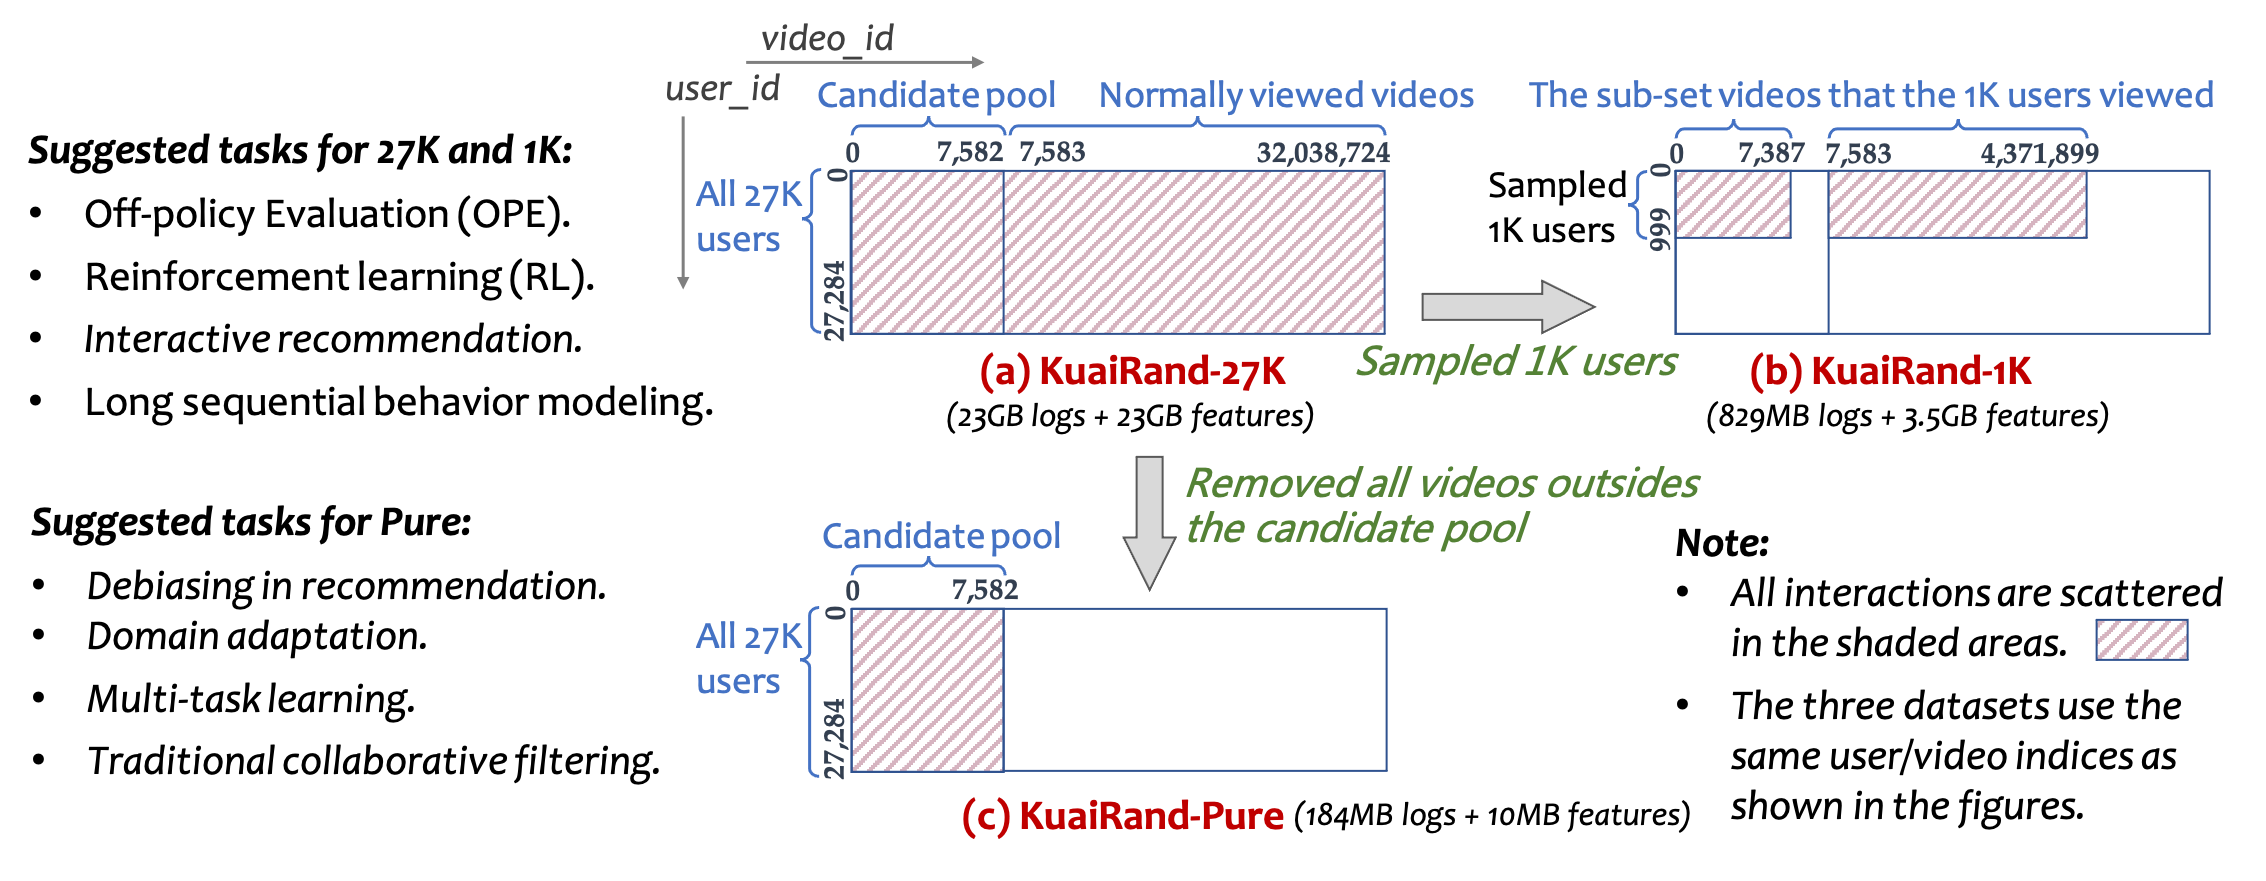 video_id
user_id
Candidate pool
Normally viewed videos
The sub-set videos that the 1K users viewed
Suggested tasks for 27K and 1K:
• Off-policy Evaluation (OPE).
• Reinforcement learning (RL).
• Interactive recommendation.
• Long sequential behavior modeling.
0
7,582
7,583
32,038,724
0
27,284
All 27K
users
(a) KuaiRand-27K
(23GB logs + 23GB features)
Sampled 1K users
0
7,387
7,583
4,371,899
0
999
Sampled
1K users
(b) KuaiRand-1K
(829MB logs + 3.5GB features)
Removed all videos outsides
the candidate pool
Suggested tasks for Pure:
• Debiasing in recommendation.
• Domain adaptation.
• Multi-task learning.
• Traditional collaborative filtering.
Candidate pool
0
7,582
0
27,284
All 27K
users
(c) KuaiRand-Pure (184MB logs + 10MB features)
Note:
• All interactions are scattered
in the shaded areas.
• The three datasets use the
same user/video indices as
shown in the figures.